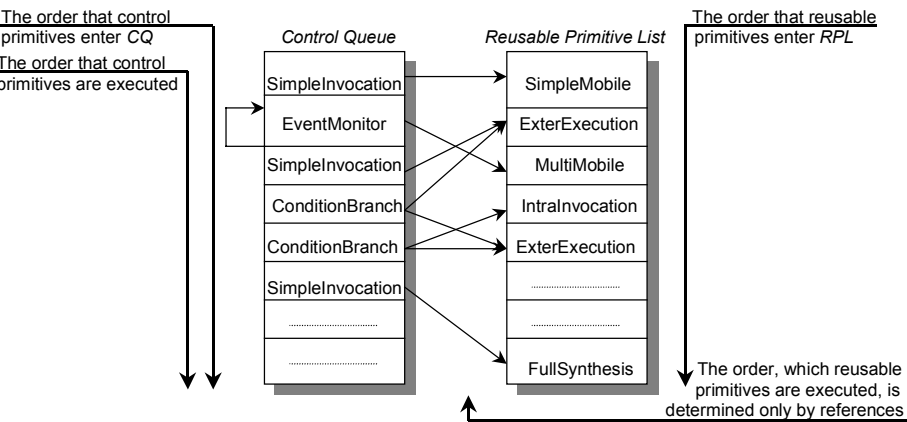 The order that control
primitives enter CQ
The order that control
primitives are executed
Control Queue
SimpleInvocation
EventMonitor
SimpleInvocation
ConditionBranch
ConditionBranch
SimpleInvocation
Reusable Primitive List
SimpleMobile
ExterExecution
MultiMobile
IntraInvocation
ExterExecution
FullSynthesis
The order that reusable
primitives enter RPL
The order, which reusable
primitives are executed, is
determined only by references